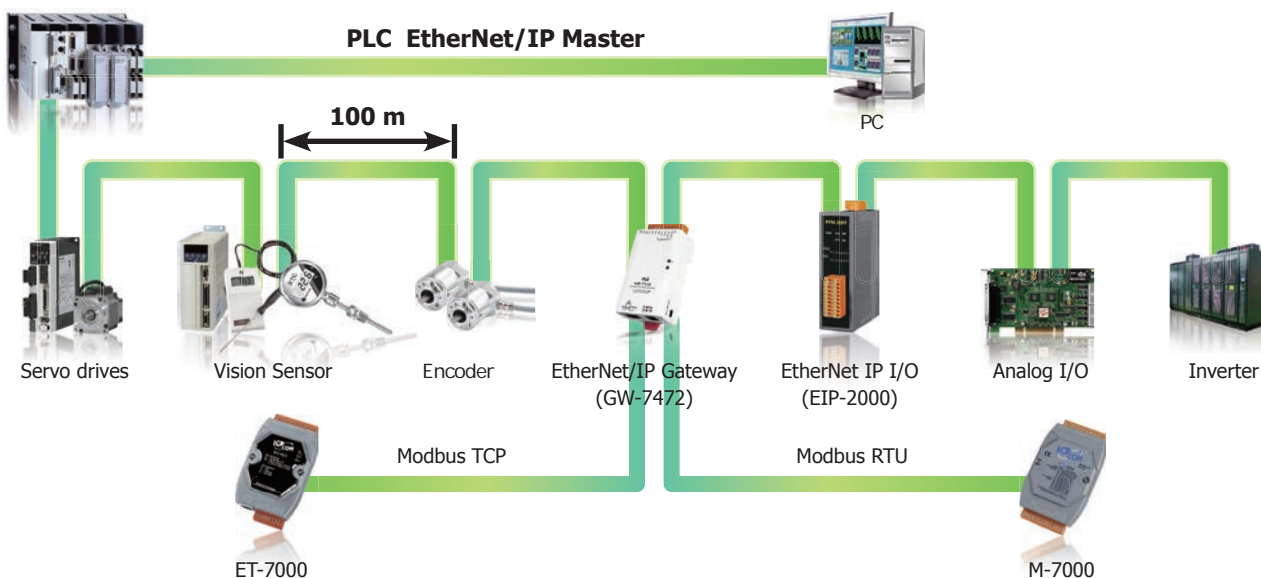 PLC EtherNet/IP Master
PC
100 m
Servo drives
Vision Sensor
Encoder
EtherNet/IP Gateway
(GW-7472)
EtherNet IP I/O
(EIP-2000)
Analog I/O
Inverter
Modbus TCP
Modbus RTU
ET-7000
M-7000